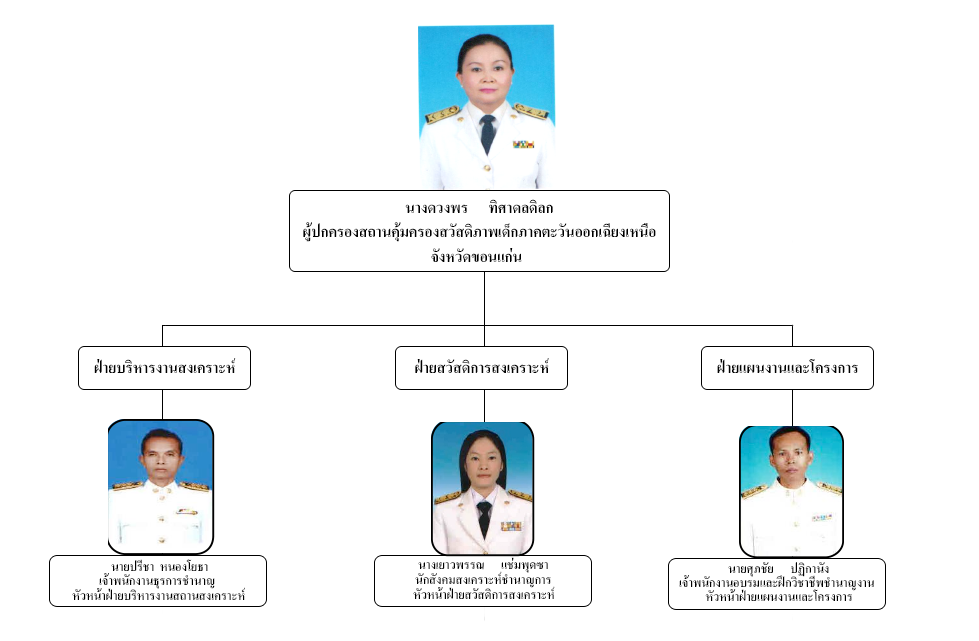 นางดวงพร ทิศาดลดิลก
ผู้ปกครองสถานคุ้มครองสวัสดิภาพเด็กภาคตะวันออกเฉียงเหนือ
จังหวัดขอนแก่น
ฝ่ายบริหารงานสงเคราะห์
ฝ่ายสวัสดิการสงเคราะห์
ฝ่ายแผนงานและโครงการ
นายปรีชา หนองโยธา
เจ้าพนักงานธุรการชำนาญ
หัวหน้าฝ่ายบริหารงานสถานสงเคราะห์
นางเยาวพรรณ แช่มพุดซา
นักสังคมสงเคราะห์ชำนาญการ
หัวหน้าฝ่ายสวัสดิการสงเคราะห์
นายศุภชัย ปฏิกานัง
เจ้าพนักงานอบรมและฝึกวิชาชีพชำนาญงาน
หัวหน้าฝ่ายแผนงานและโครงการ